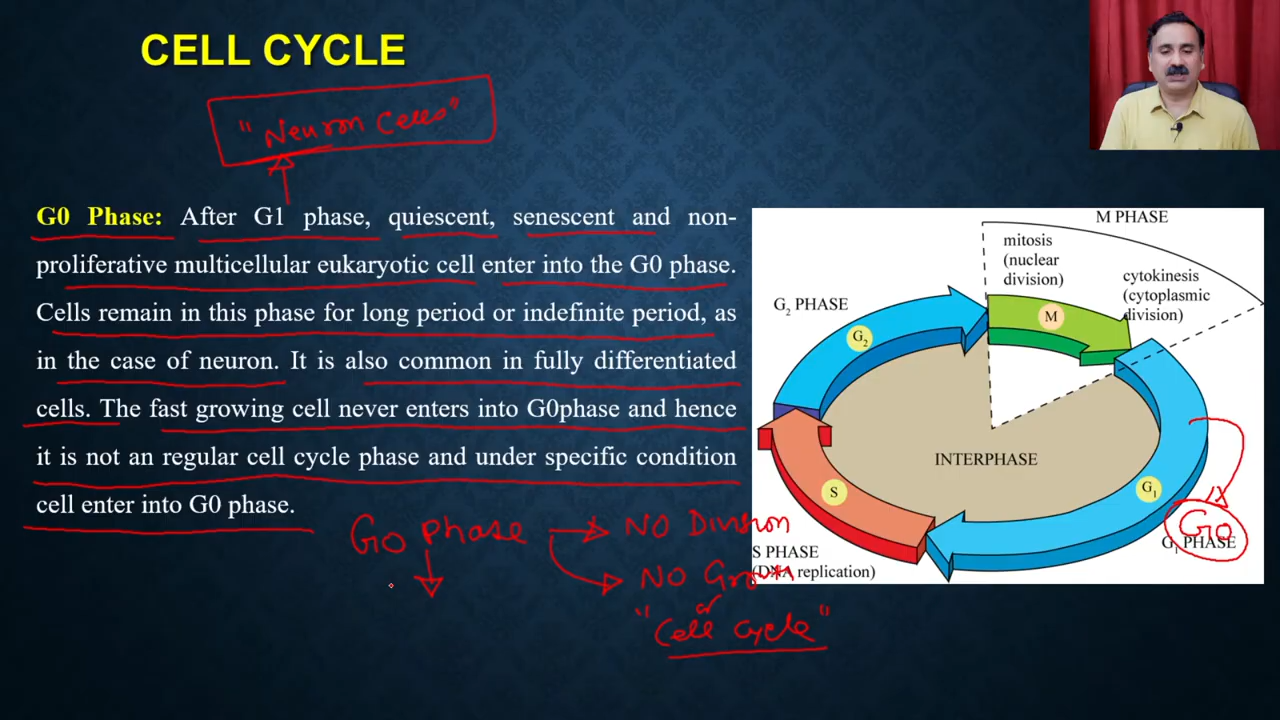 CELL CYCLE
"Neuron Cells"
G0 Phase: After G1 phase, quiescent, senescent and non-
proliferative multicellular eukaryotic cell enter into the G0 phase.
Cells remain in this phase for long period or indefinite period, as
in the case of neuron. It is also common in fully differentiated
cells. The fast growing cell never enters into G0phase and hence
it is not an regular cell cycle phase and under specific condition
cell enter into G0 phase.
G0 phase
NO Division
NO Growth
or
"Cell cycle"
M PHASE
mitosis
(nuclear
division)
cytokinesis
(cytoplasmic
division)
G₂ PHASE
G₂
M
INTERPHASE
S
G₁
G0
G₁ PHASE
S PHASE
(DNA replication)